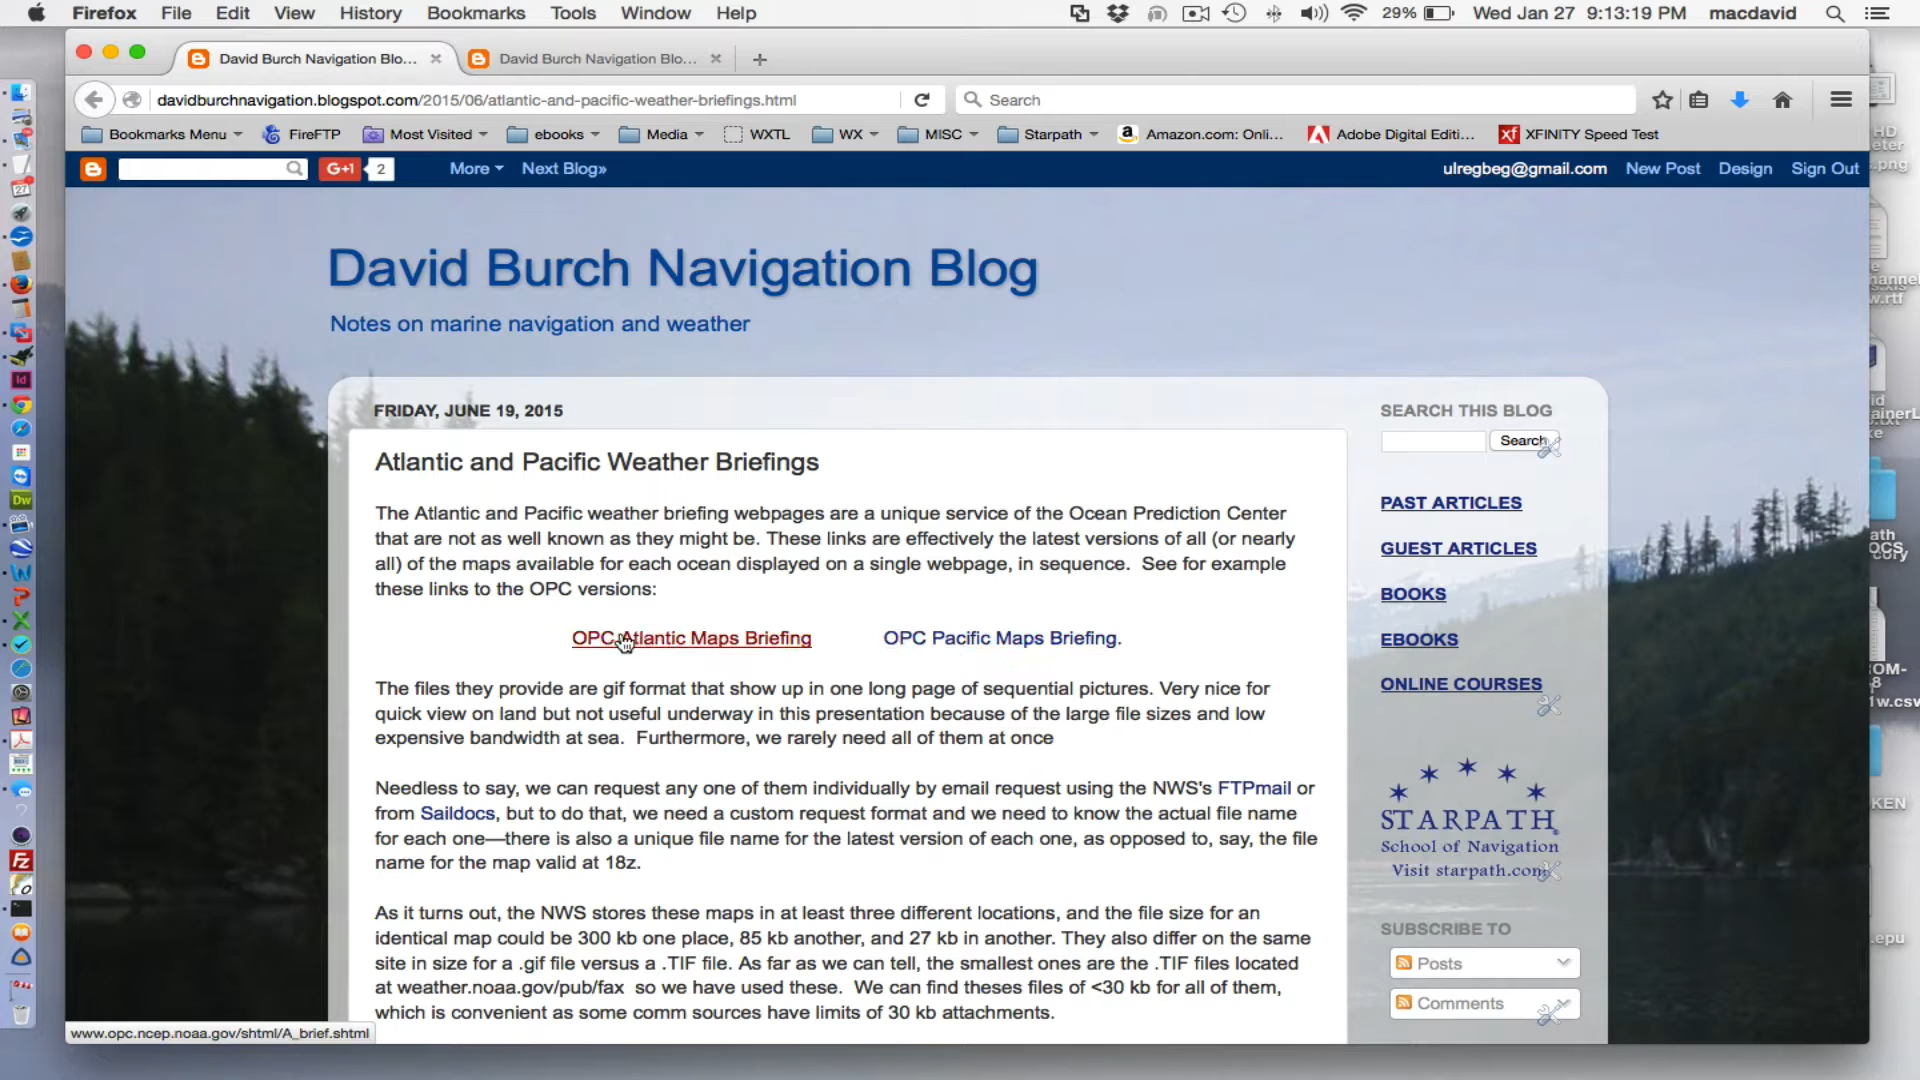 Firefox File Edit View History Bookmarks Tools Window Help 29% Wed Jan 27 9:13:19 PM macdavid
David Burch Navigation Blo... David Burch Navigation Blo...
davidburchnavigation.blogspot.com/2015/06/atlantic-and-pacific-weather-briefings.html Search
Bookmarks Menu FireFTP Most Visited ebooks Media WXTL WX MISC Starpath Amazon.com: Onli... Adobe Digital Editi... XFINITY Speed Test
G+1 2 More Next Blog» ulregbeg@gmail.com New Post Design Sign Out
David Burch Navigation Blog
Notes on marine navigation and weather
FRIDAY, JUNE 19, 2015
Atlantic and Pacific Weather Briefings
The Atlantic and Pacific weather briefing webpages are a unique service of the Ocean Prediction Center
that are not as well known as they might be. These links are effectively the latest versions of all (or nearly
all) of the maps available for each ocean displayed on a single webpage, in sequence. See for example
these links to the OPC versions:
OPC Atlantic Maps Briefing OPC Pacific Maps Briefing.
The files they provide are gif format that show up in one long page of sequential pictures. Very nice for
quick view on land but not useful underway in this presentation because of the large file sizes and low
expensive bandwidth at sea. Furthermore, we rarely need all of them at once
Needless to say, we can request any one of them individually by email request using the NWS's FTPmail or
from Saildocs, but to do that, we need a custom request format and we need to know the actual file name
for each one—there is also a unique file name for the latest version of each one, as opposed to, say, the file
name for the map valid at 18z.
As it turns out, the NWS stores these maps in at least three different locations, and the file size for an
identical map could be 300 kb one place, 85 kb another, and 27 kb in another. They also differ on the same
site in size for a .gif file versus a .TIF file. As far as we can tell, the smallest ones are the .TIF files located
at weather.noaa.gov/pub/fax so we have used these. We can find theses files of <30 kb for all of them,
which is convenient as some comm sources have limits of 30 kb attachments.
SEARCH THIS BLOG
Search
PAST ARTICLES
GUEST ARTICLES
BOOKS
EBOOKS
ONLINE COURSES
STARPATH
School of Navigation
Visit starpath.com
SUBSCRIBE TO
Posts
Comments
www.opc.ncep.noaa.gov/shtml/A_brief.shtml